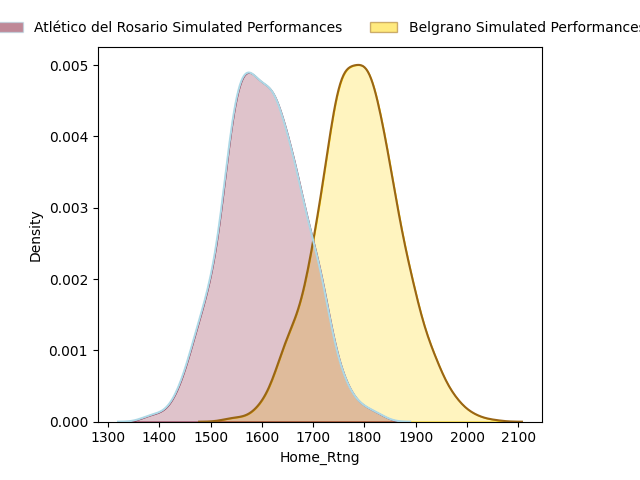 Atlético del Rosario Simulated Performances
Belgrano Simulated Performances
0.005
0.004
0.003
0.002
0.001
0.000
Density
1300 1400 1500 1600 1700 1800 1900 2000 2100
Home_Rtng